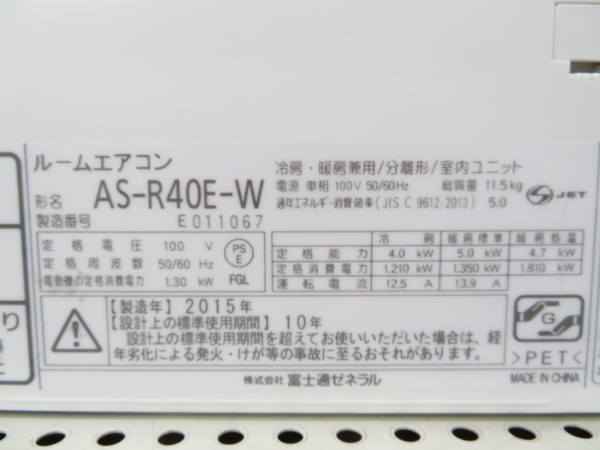 ルームエアコン
冷房・暖房兼用/分離形/室内ユニット
形名 AS-R40E-W
電源 単相 100V 50/60Hz 総質量 11.5kg
製造番号 E011067
通年エネルギー消費効率 (JIS C 9612:2013) 5.0
JET
定格電圧 100 V
定格周波数 50/60 Hz
電動機の定格消費電力 1.30 kW
PS
E
FGL
冷房 暖房標準 暖房低温
定格能力 4.0 kW 5.0 kW 4.7 kW
定格消費電力 1.210 kW 1.350 kW 1.810 kW
運転電流 12.5 A 13.9 A
【製造年】2015年
【設計上の標準使用期間】10年
設計上の標準使用期間を超えてお使いいただいた場合は、経
年劣化による発火・けが等の事故に至るおそれがあります。
G
>PET<
株式会社 富士通ゼネラル
MADE IN CHINA
り